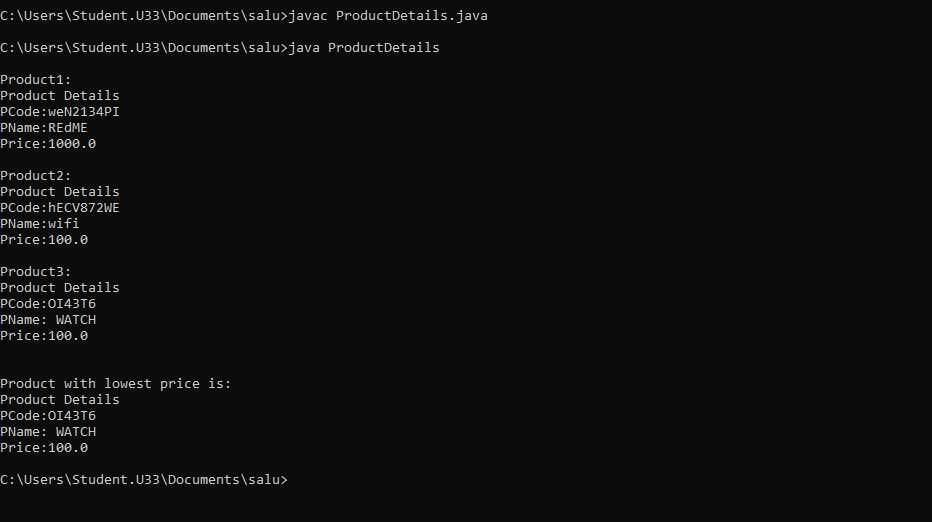 C:\Users\Student.U33\Documents\salu>javac ProductDetails.java
C:\Users\Student.U33\Documents\salu>java ProductDetails
Product1:
Product Details
PCode:weN2134PI
PName:REdME
Price:1000.0
Product2:
Product Details
PCode:hECV872WE
PName:wifi
Price:100.0
Product3:
Product Details
PCode:OI43T6
PName: WATCH
Price:100.0
Product with lowest price is:
Product Details
PCode:OI43T6
PName: WATCH
Price:100.0
C:\Users\Student.U33\Documents\salu>